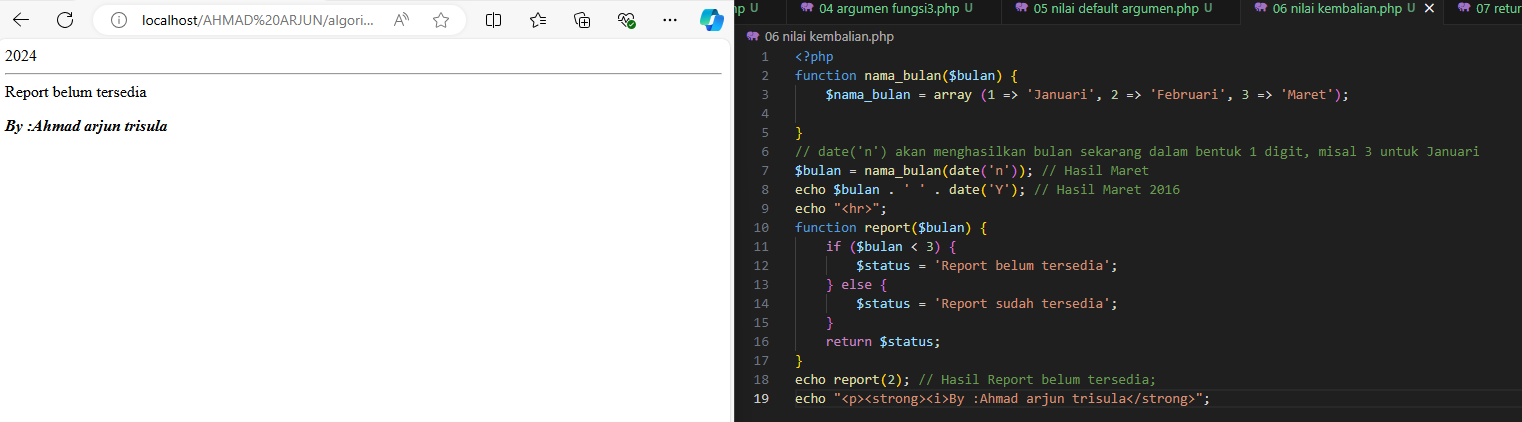 localhost/AHMAD%20ARJUN/algori...
2024
Report belum tersedia
By :Ahmad arjun trisula
hp U
04 argumen fungsi3.php U
05 nilai default argumen.php U
06 nilai kembalian.php U
07 retur
06 nilai kembalian.php
1 <?php
2 function nama_bulan($bulan) {
3 $nama_bulan = array (1 => 'Januari', 2 => 'Februari', 3 => 'Maret');
4
5 }
6 // date('n') akan menghasilkan bulan sekarang dalam bentuk 1 digit, misal 3 untuk Januari
7 $bulan = nama_bulan(date('n')); // Hasil Maret
8 echo $bulan . ' ' . date('Y'); // Hasil Maret 2016
9 echo "<hr>";
10 function report($bulan) {
11 if ($bulan < 3) {
12 $status = 'Report belum tersedia';
13 } else {
14 $status = 'Report sudah tersedia';
15 }
16 return $status;
17 }
18 echo report(2); // Hasil Report belum tersedia;
19 echo "<p><strong><i>By :Ahmad arjun trisula</strong>";